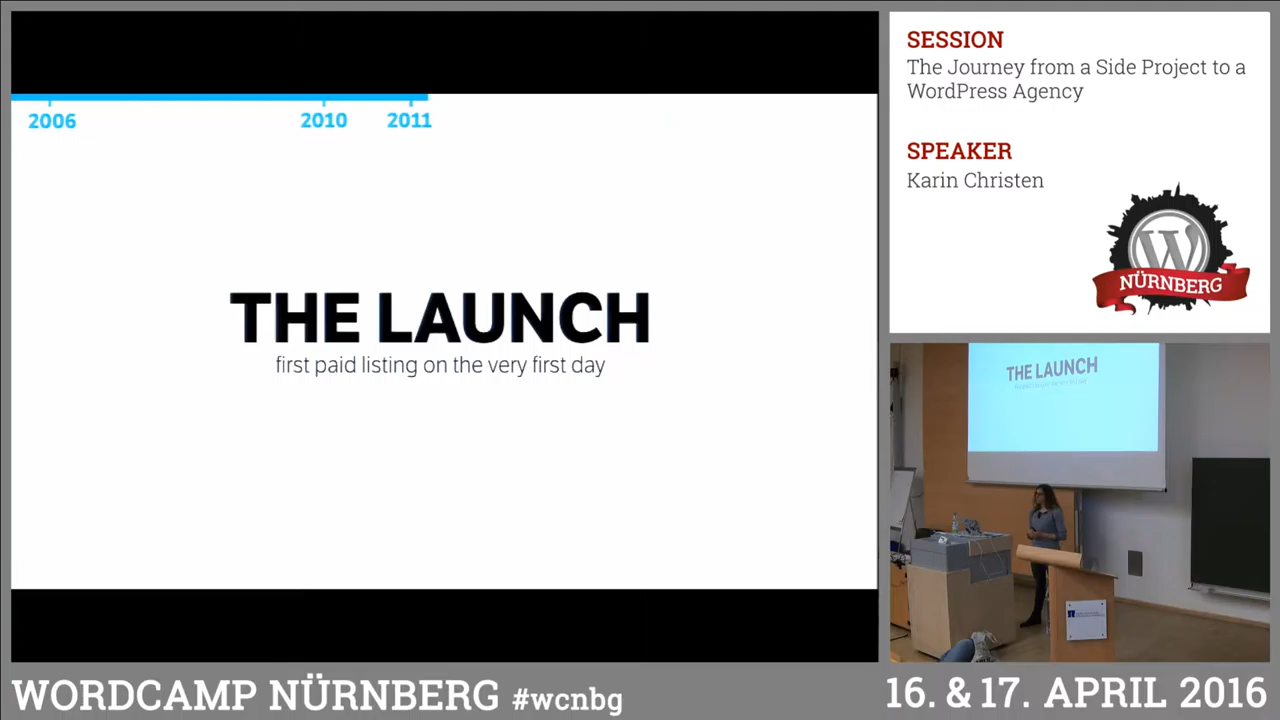 2006 2010 2011
THE LAUNCH
first paid listing on the very first day
SESSION
The Journey from a Side Project to a
WordPress Agency
SPEAKER
Karin Christen
W
NÜRNBERG
THE LAUNCH
WORDCAMP NÜRNBERG #wcnbg
16. & 17. APRIL 2016